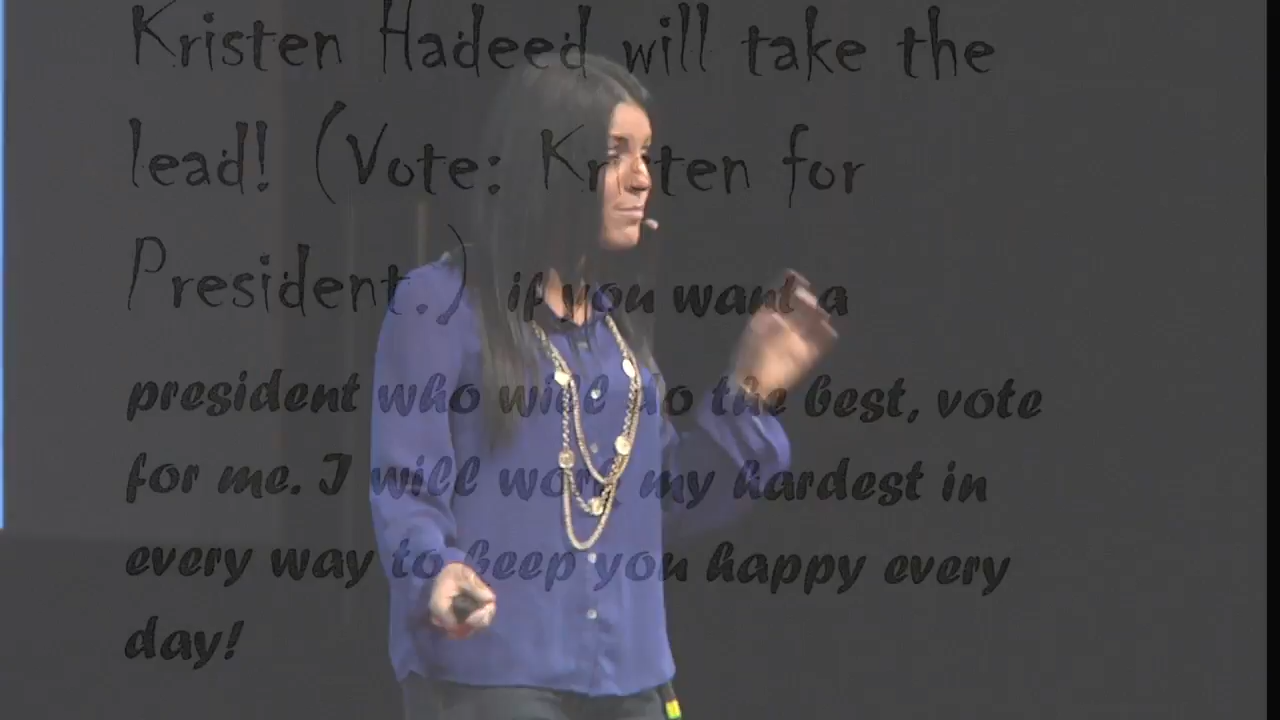 Kristen Hadeed will take the
lead! (Vote: Kristen for
President.) if you want a
president who will do the best, vote
for me. I will work my hardest in
every way to keep you happy every
day!